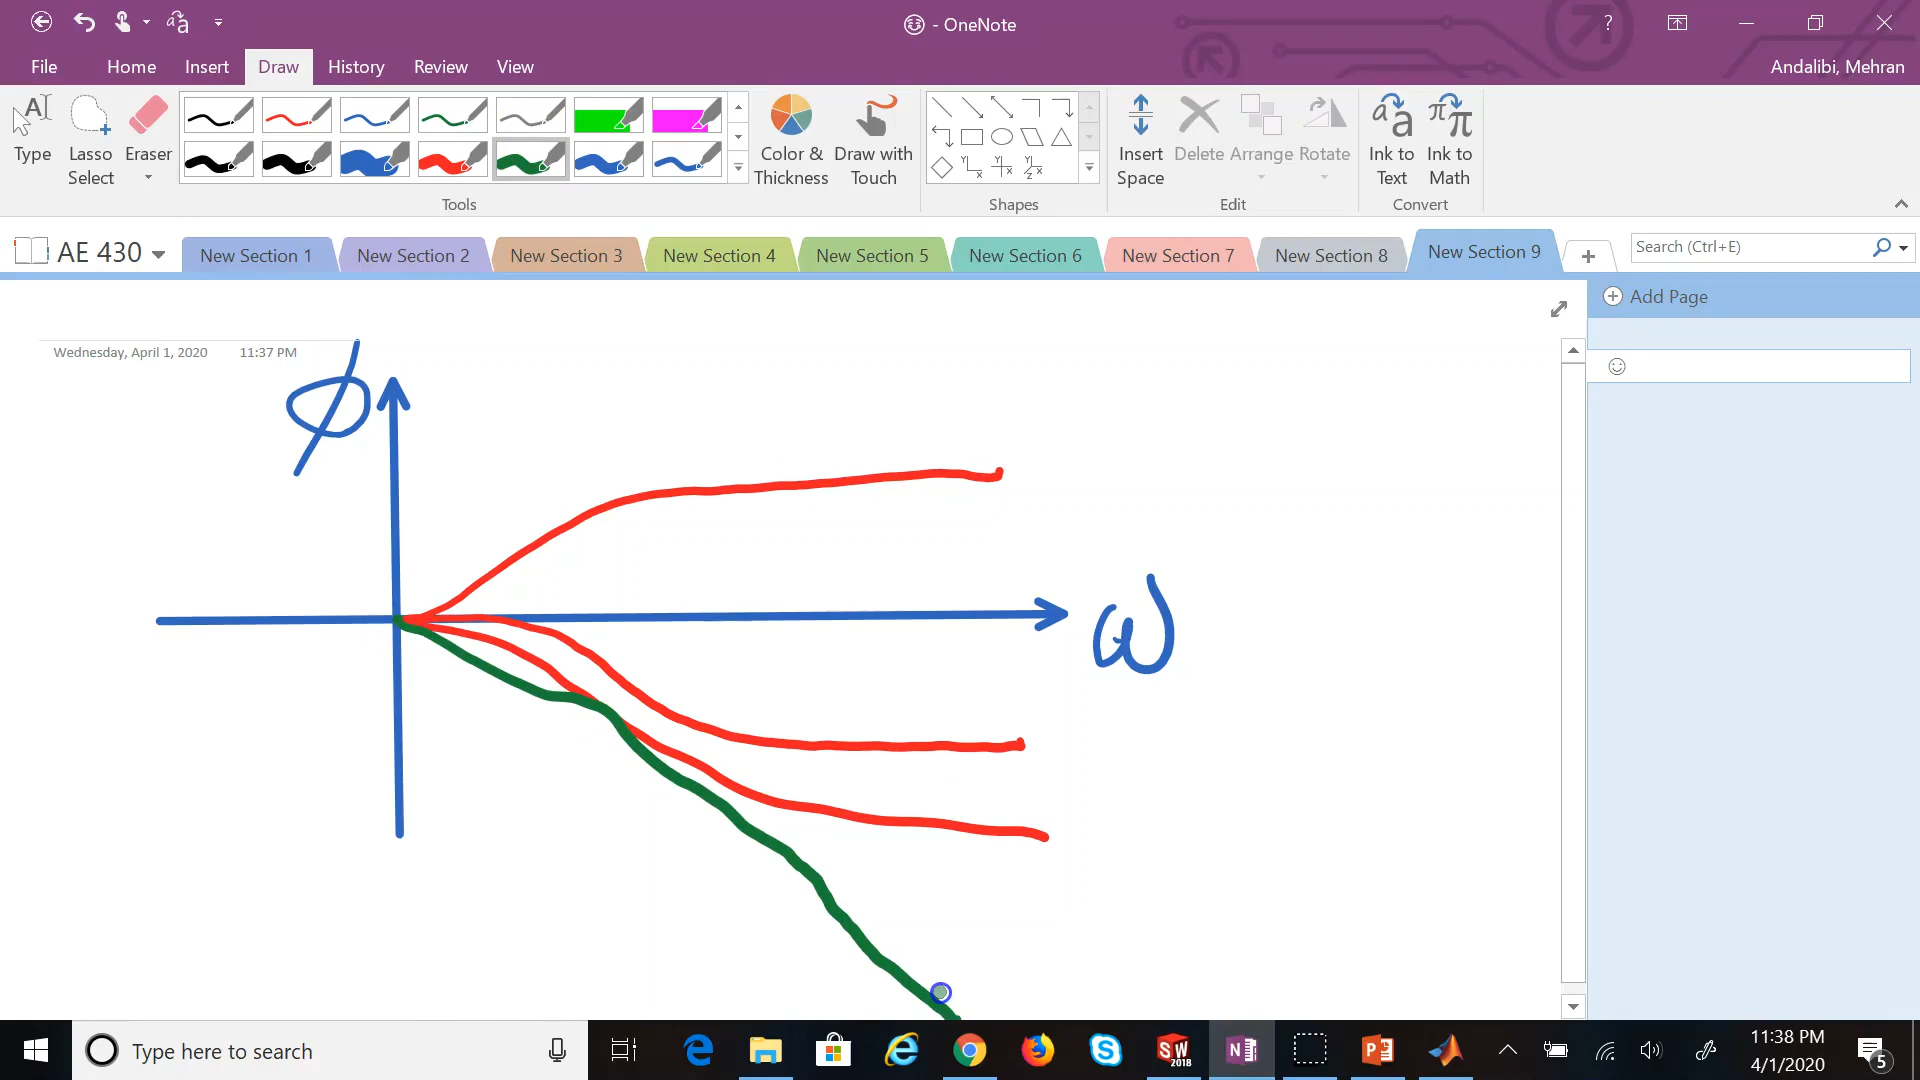 - OneNote
?
File Home Insert Draw History Review View
Andalibi, Mehran
Type
Lasso Select
Eraser
Color & Thickness
Draw with Touch
Insert Space
Delete
Arrange
Rotate
Ink to Text
Ink to Math
Tools
Shapes
Edit
Convert
AE 430
New Section 1
New Section 2
New Section 3
New Section 4
New Section 5
New Section 6
New Section 7
New Section 8
New Section 9
Search (Ctrl+E)
Add Page
Wednesday, April 1, 2020 11:37 PM
ϕ
ω
Type here to search
SW 2018
11:38 PM
4/1/2020
5